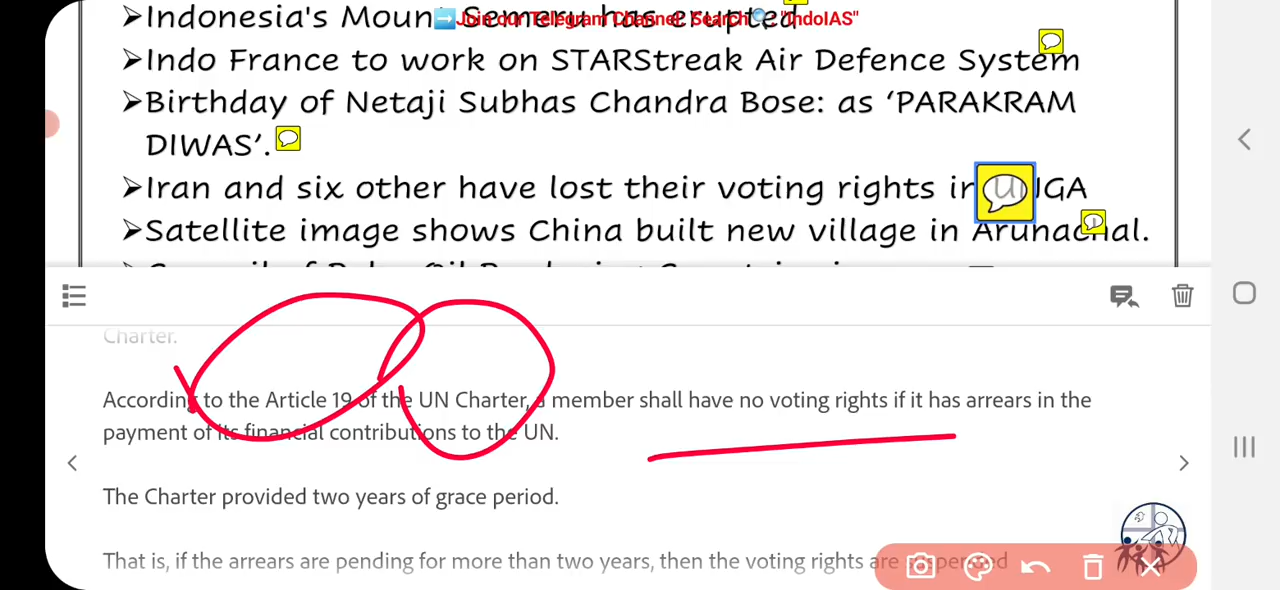 ➤Indonesia's Mount Semeru has erupted
➡Join our Telegram Channel Search🔍: "IndoIAS"
➤Indo France to work on STARStreak Air Defence System
➤Birthday of Netaji Subhas Chandra Bose: as ‘PARAKRAM
DIWAS’.
➤Iran and six other have lost their voting rights in UNGA
➤Satellite image shows China built new village in Arunachal.
Charter.
According to the Article 19 of the UN Charter, a member shall have no voting rights if it has arrears in the
payment of its financial contributions to the UN.
The Charter provided two years of grace period.
That is, if the arrears are pending for more than two years, then the voting rights are suspended